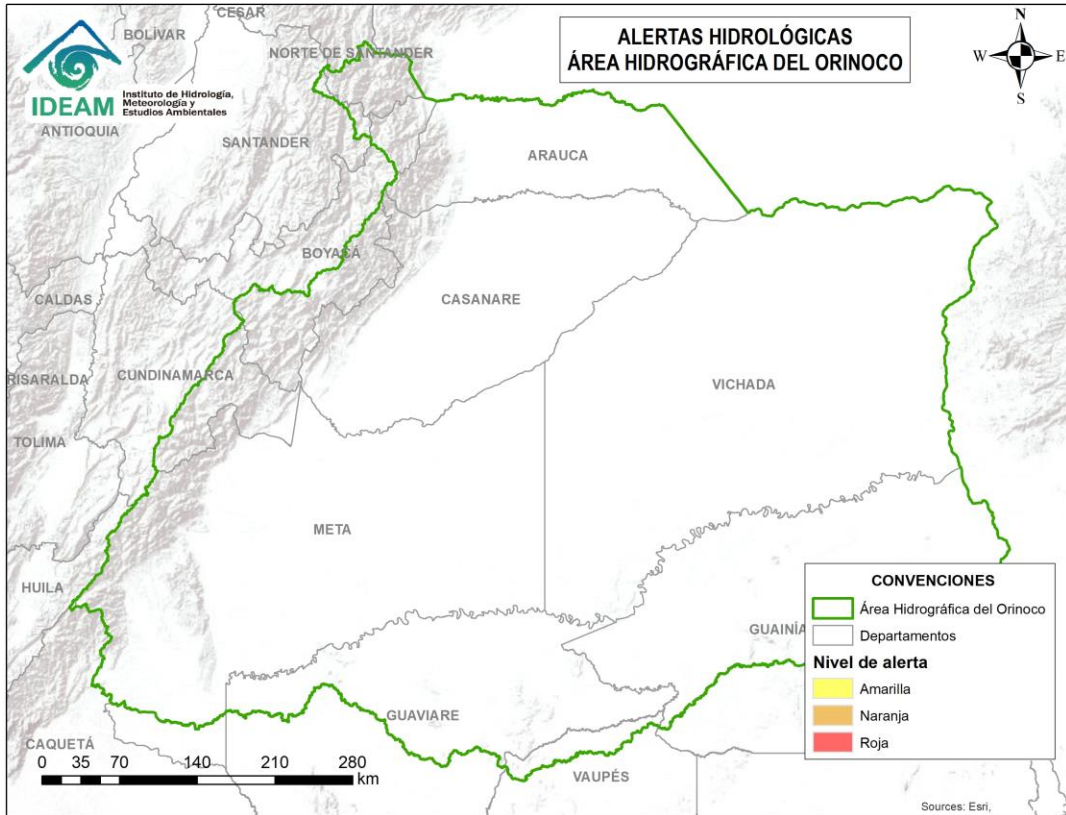 ALERTAS HIDROLÓGICAS
ÁREA HIDROGRÁFICA DEL ORINOCO
N
W
E
S
IDEAM
Instituto de Hidrología,
Meteorología y
Estudios Ambientales
CESAR
BOLÍVAR
NORTE DE SANTANDER
ANTIOQUIA
SANTANDER
ARAUCA
BOYACÁ
CALDAS
CASANARE
RISARALDA
CUNDINAMARCA
VICHADA
TOLIMA
META
HUILA
GUAINÍA
GUAVIARE
CAQUETÁ
VAUPÉS
CONVENCIONES
Área Hidrográfica del Orinoco
Departamentos
Nivel de alerta
Amarilla
Naranja
Roja
0 35 70 140 210 280
km
Sources: Esri,